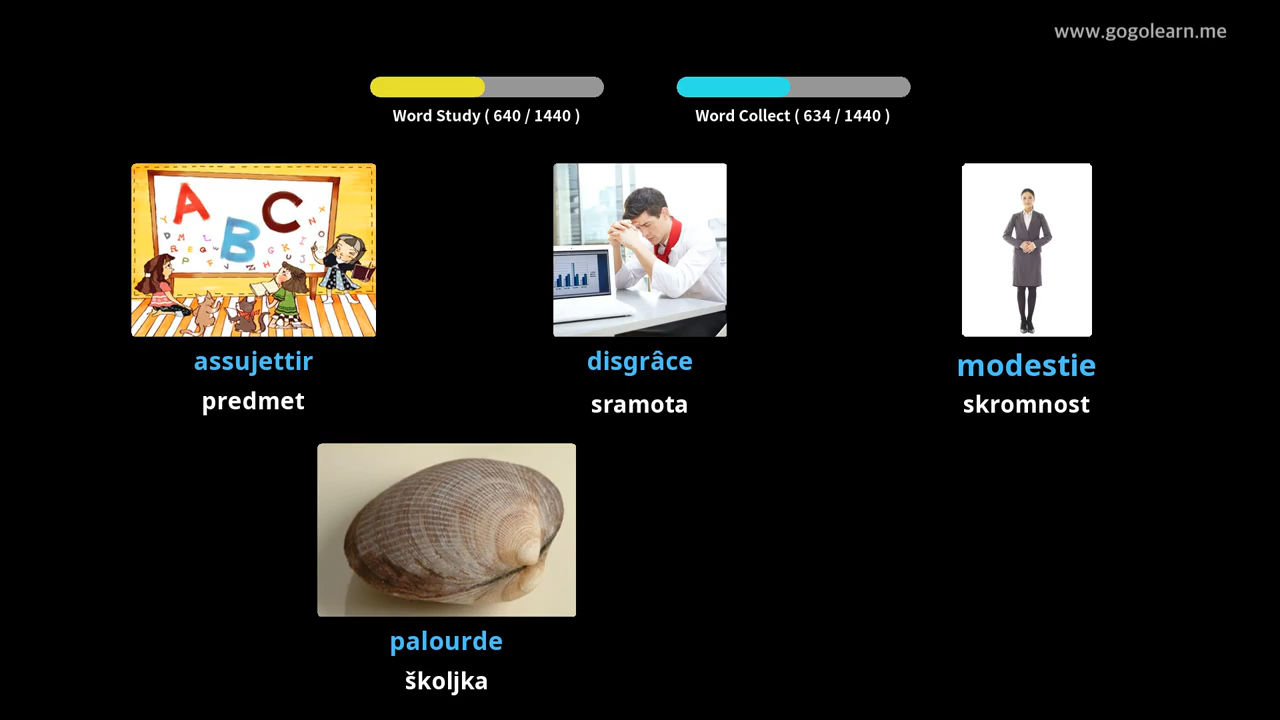 www.gogolearn.me
Word Study ( 640 / 1440 )
Word Collect ( 634 / 1440 )
A B C
assujettir
predmet
disgrâce
sramota
modestie
skromnost
palourde
školjka